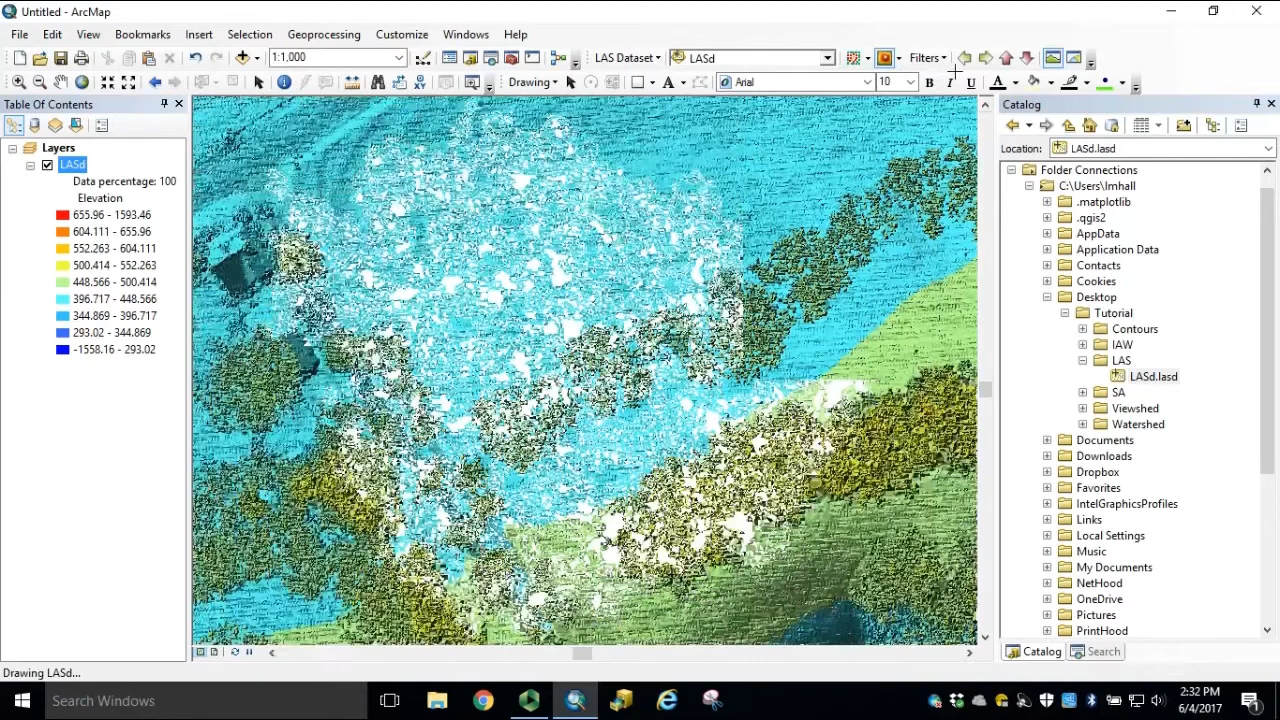 Untitled - ArcMap
File Edit View Bookmarks Insert Selection Geoprocessing Customize Windows Help
1:1,000 LAS Dataset LASd Filters
Drawing A Arial 10 B I U A
Table Of Contents
Layers
LASd
Data percentage: 100
Elevation
655.96 - 1593.46
604.111 - 655.96
552.263 - 604.111
500.414 - 552.263
448.566 - 500.414
396.717 - 448.566
344.869 - 396.717
293.02 - 344.869
-1558.16 - 293.02
Catalog
Location: LASd.lasd
Folder Connections
C:\Users\lmhall
.matplotlib
.qgis2
AppData
Application Data
Contacts
Cookies
Desktop
Tutorial
Contours
IAW
LAS
LASd.lasd
SA
Viewshed
Watershed
Documents
Downloads
Dropbox
Favorites
IntelGraphicsProfiles
Links
Local Settings
Music
My Documents
NetHood
OneDrive
Pictures
PrintHood
Catalog Search
Drawing LASd...
Search Windows
2:32 PM
6/4/2017
1